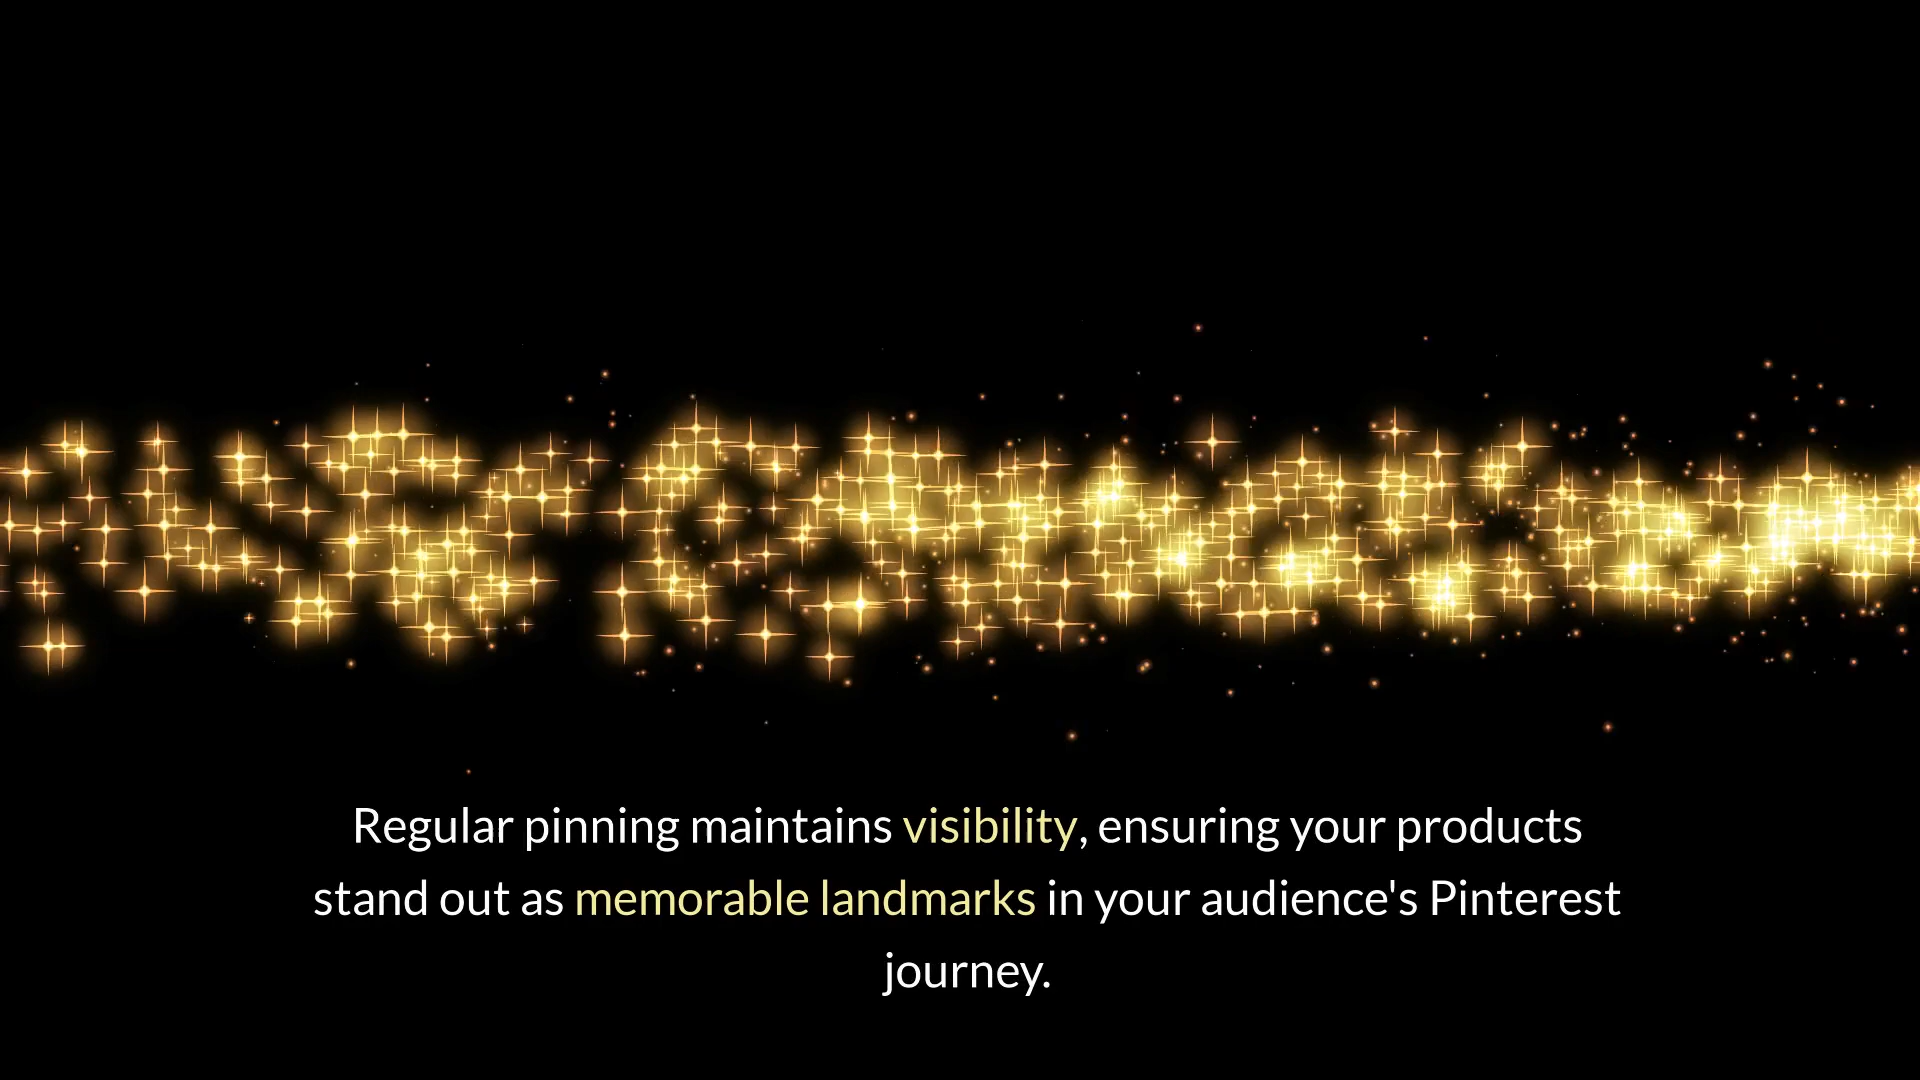 Regular pinning maintains visibility, ensuring your products
stand out as memorable landmarks in your audience's Pinterest
journey.